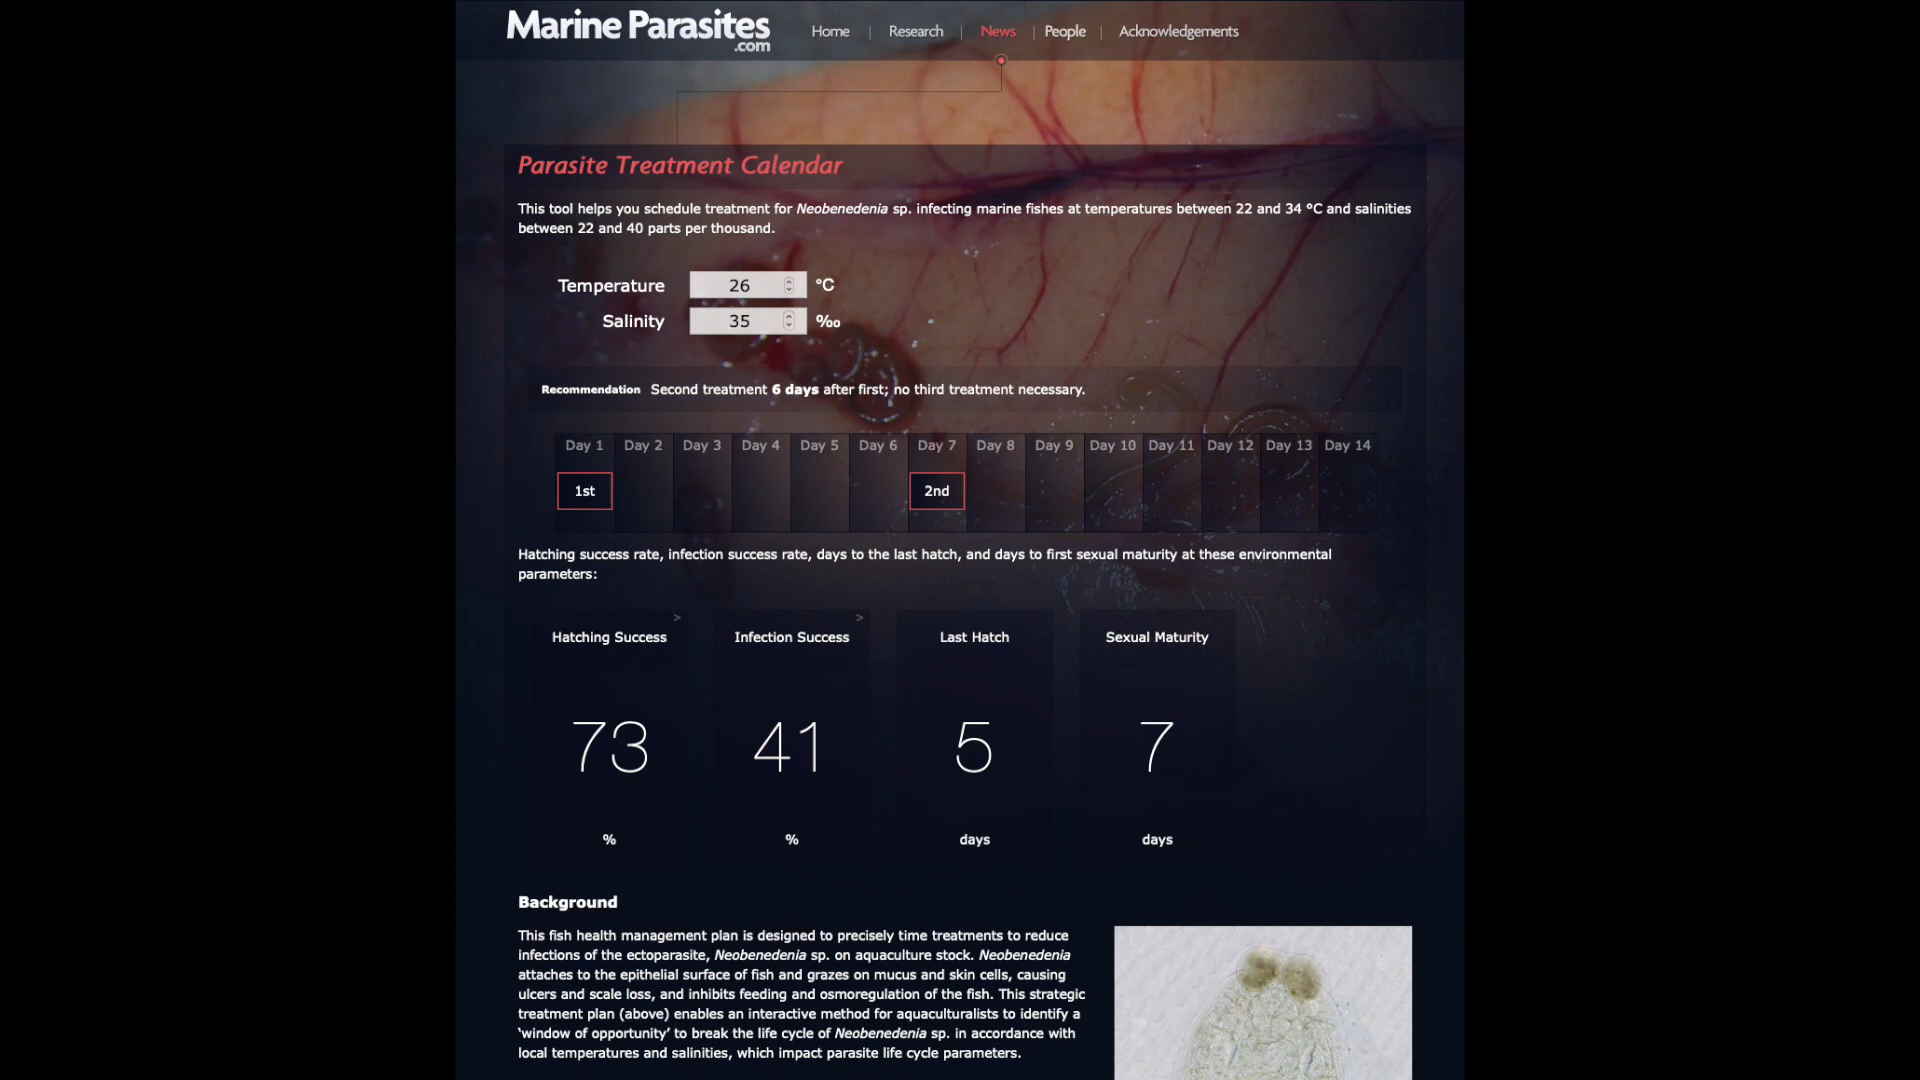 Marine Parasites
.com
Home | Research | News | People | Acknowledgements
Parasite Treatment Calendar
This tool helps you schedule treatment for Neobenedenia sp. infecting marine fishes at temperatures between 22 and 34 °C and salinities
between 22 and 40 parts per thousand.
Temperature 26 °C
Salinity 35 ‰
Recommendation Second treatment 6 days after first; no third treatment necessary.
Day 1 Day 2 Day 3 Day 4 Day 5 Day 6 Day 7 Day 8 Day 9 Day 10 Day 11 Day 12 Day 13 Day 14
1st 2nd
Hatching success rate, infection success rate, days to the last hatch, and days to first sexual maturity at these environmental
parameters:
> >
Hatching Success Infection Success Last Hatch Sexual Maturity
73 41 5 7
% % days days
Background
This fish health management plan is designed to precisely time treatments to reduce
infections of the ectoparasite, Neobenedenia sp. on aquaculture stock. Neobenedenia
attaches to the epithelial surface of fish and grazes on mucus and skin cells, causing
ulcers and scale loss, and inhibits feeding and osmoregulation of the fish. This strategic
treatment plan (above) enables an interactive method for aquaculturalists to identify a
‘window of opportunity’ to break the life cycle of Neobenedenia sp. in accordance with
local temperatures and salinities, which impact parasite life cycle parameters.